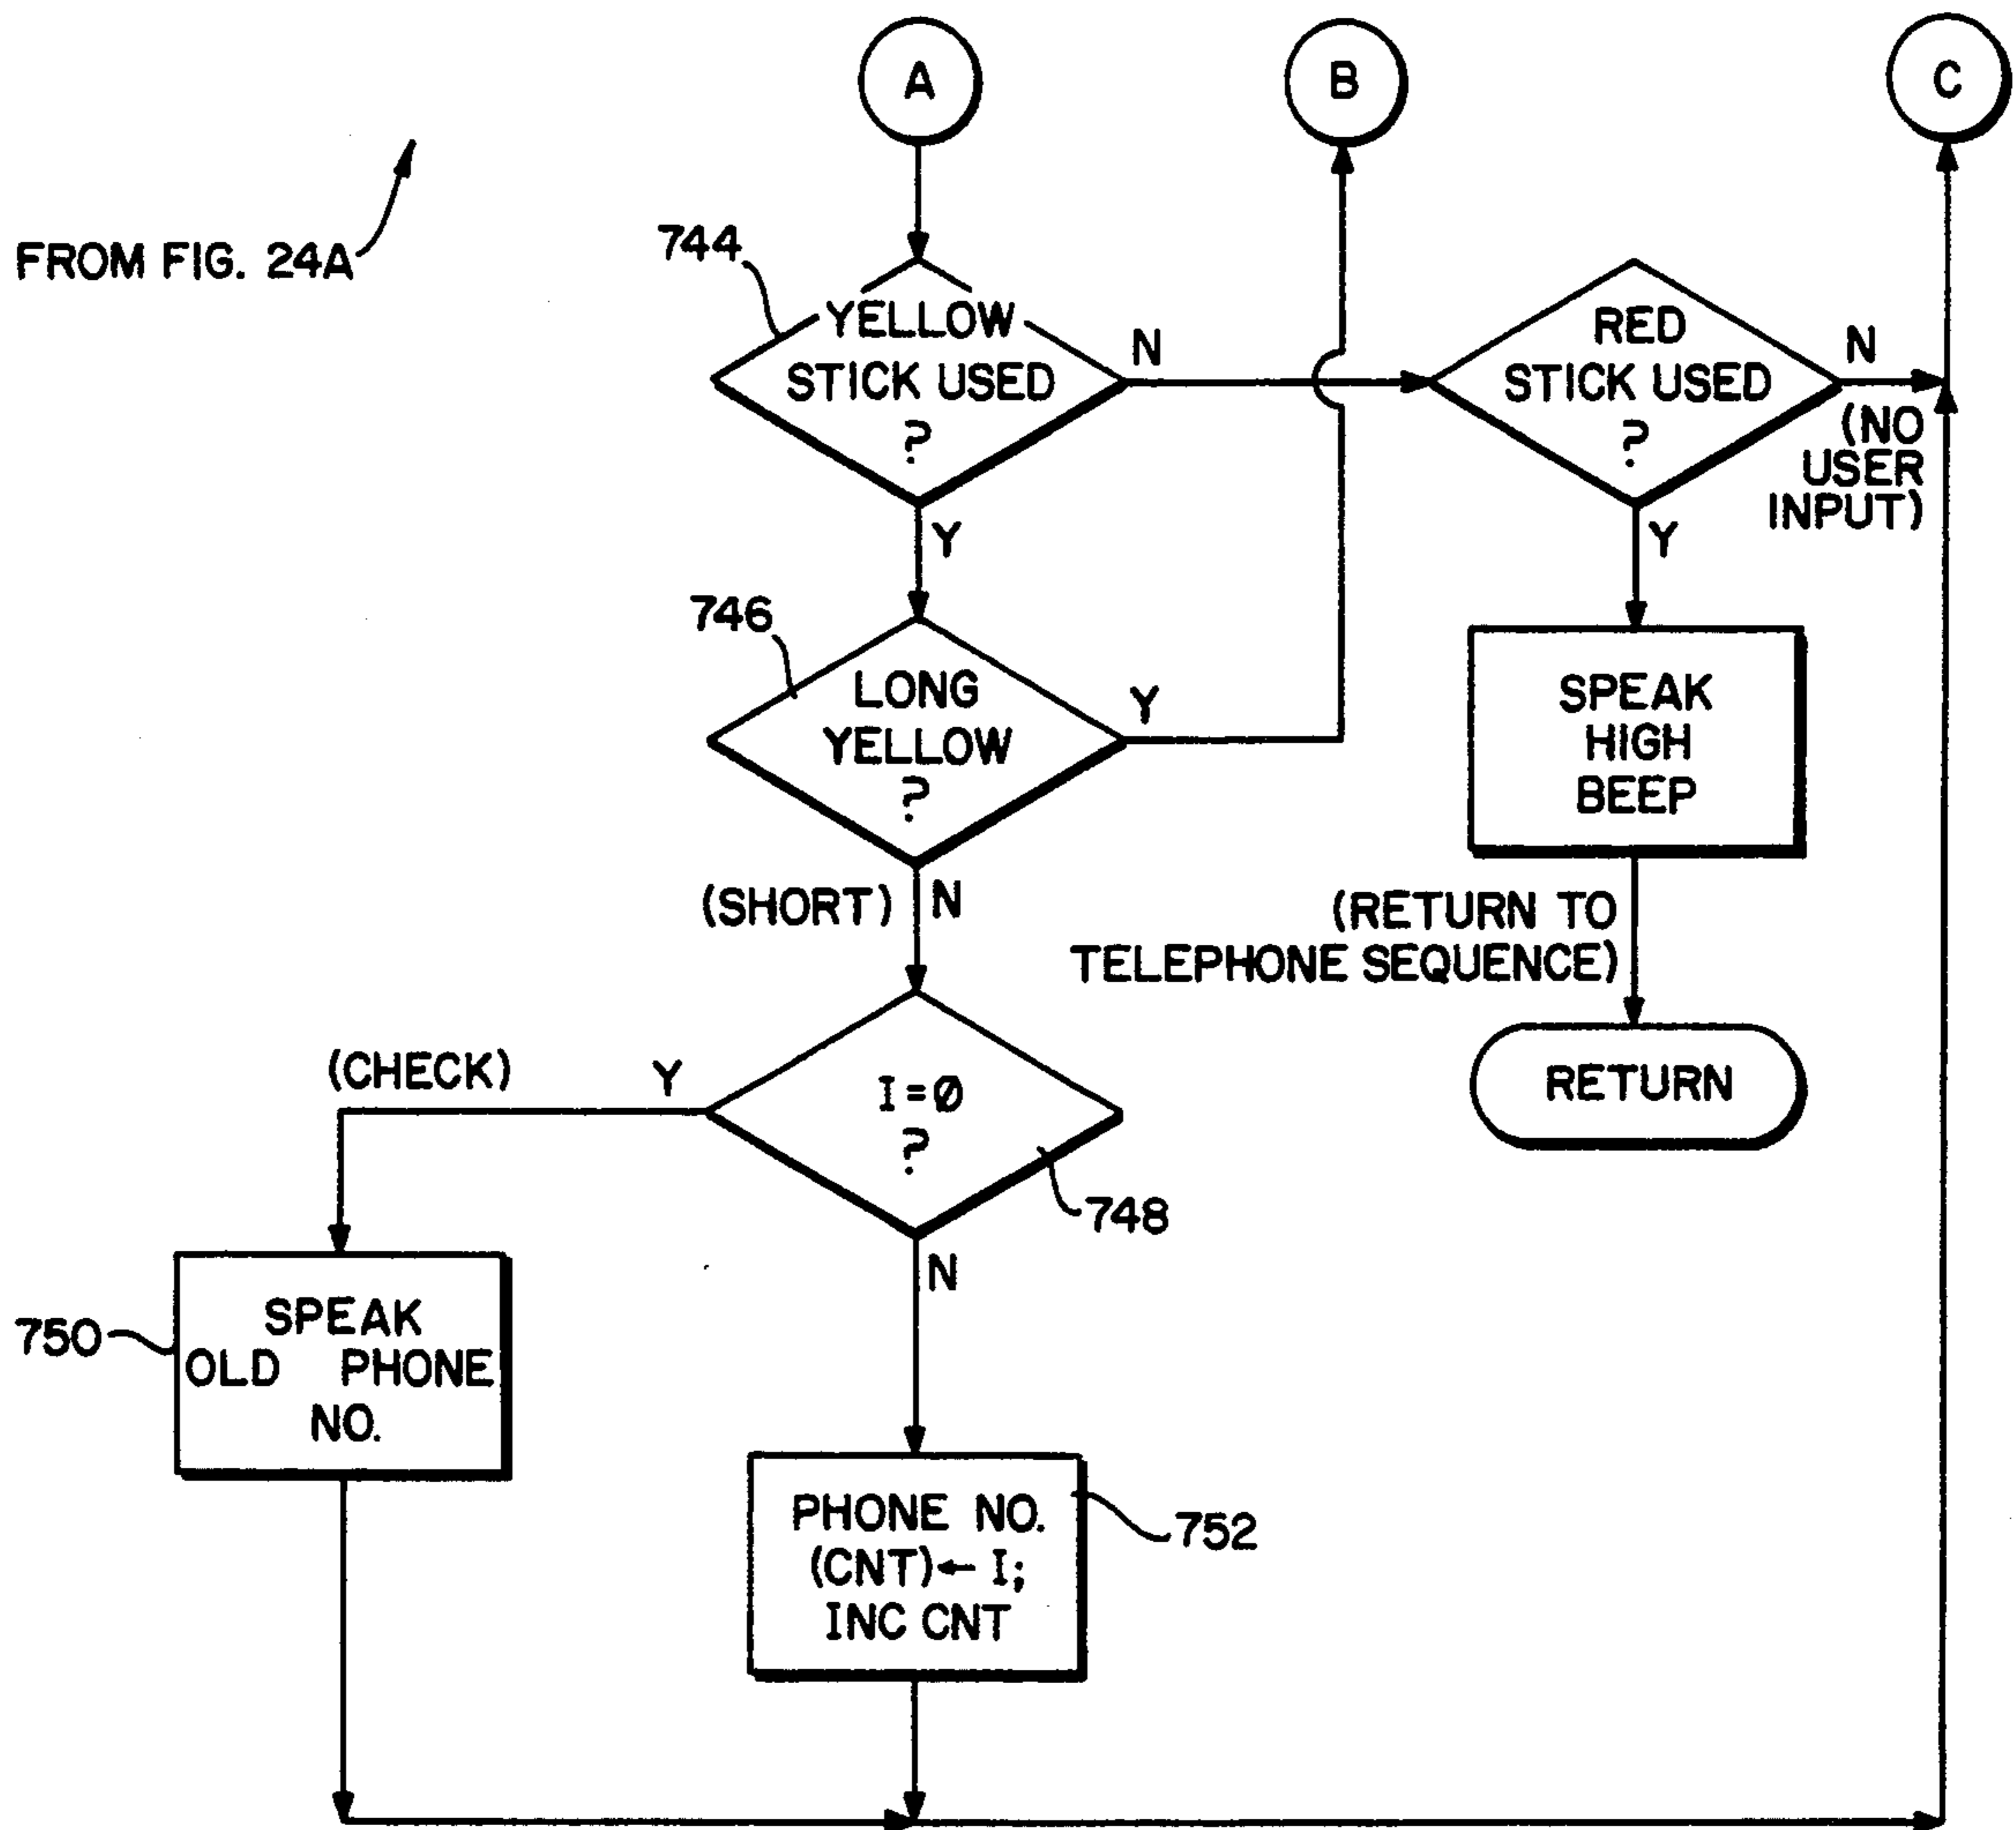 A
B
C
FROM FIG. 24A
744
YELLOW
STICK USED
?
N
RED
STICK USED
?
N
(NO
USER
INPUT)
Y
Y
746
LONG
YELLOW
?
Y
SPEAK
HIGH
BEEP
(SHORT)
N
(RETURN TO
TELEPHONE SEQUENCE)
RETURN
(CHECK)
Y
I=Ø
?
748
N
750
SPEAK
OLD PHONE
NO.
PHONE NO.
(CNT)← I;
INC CNT
752